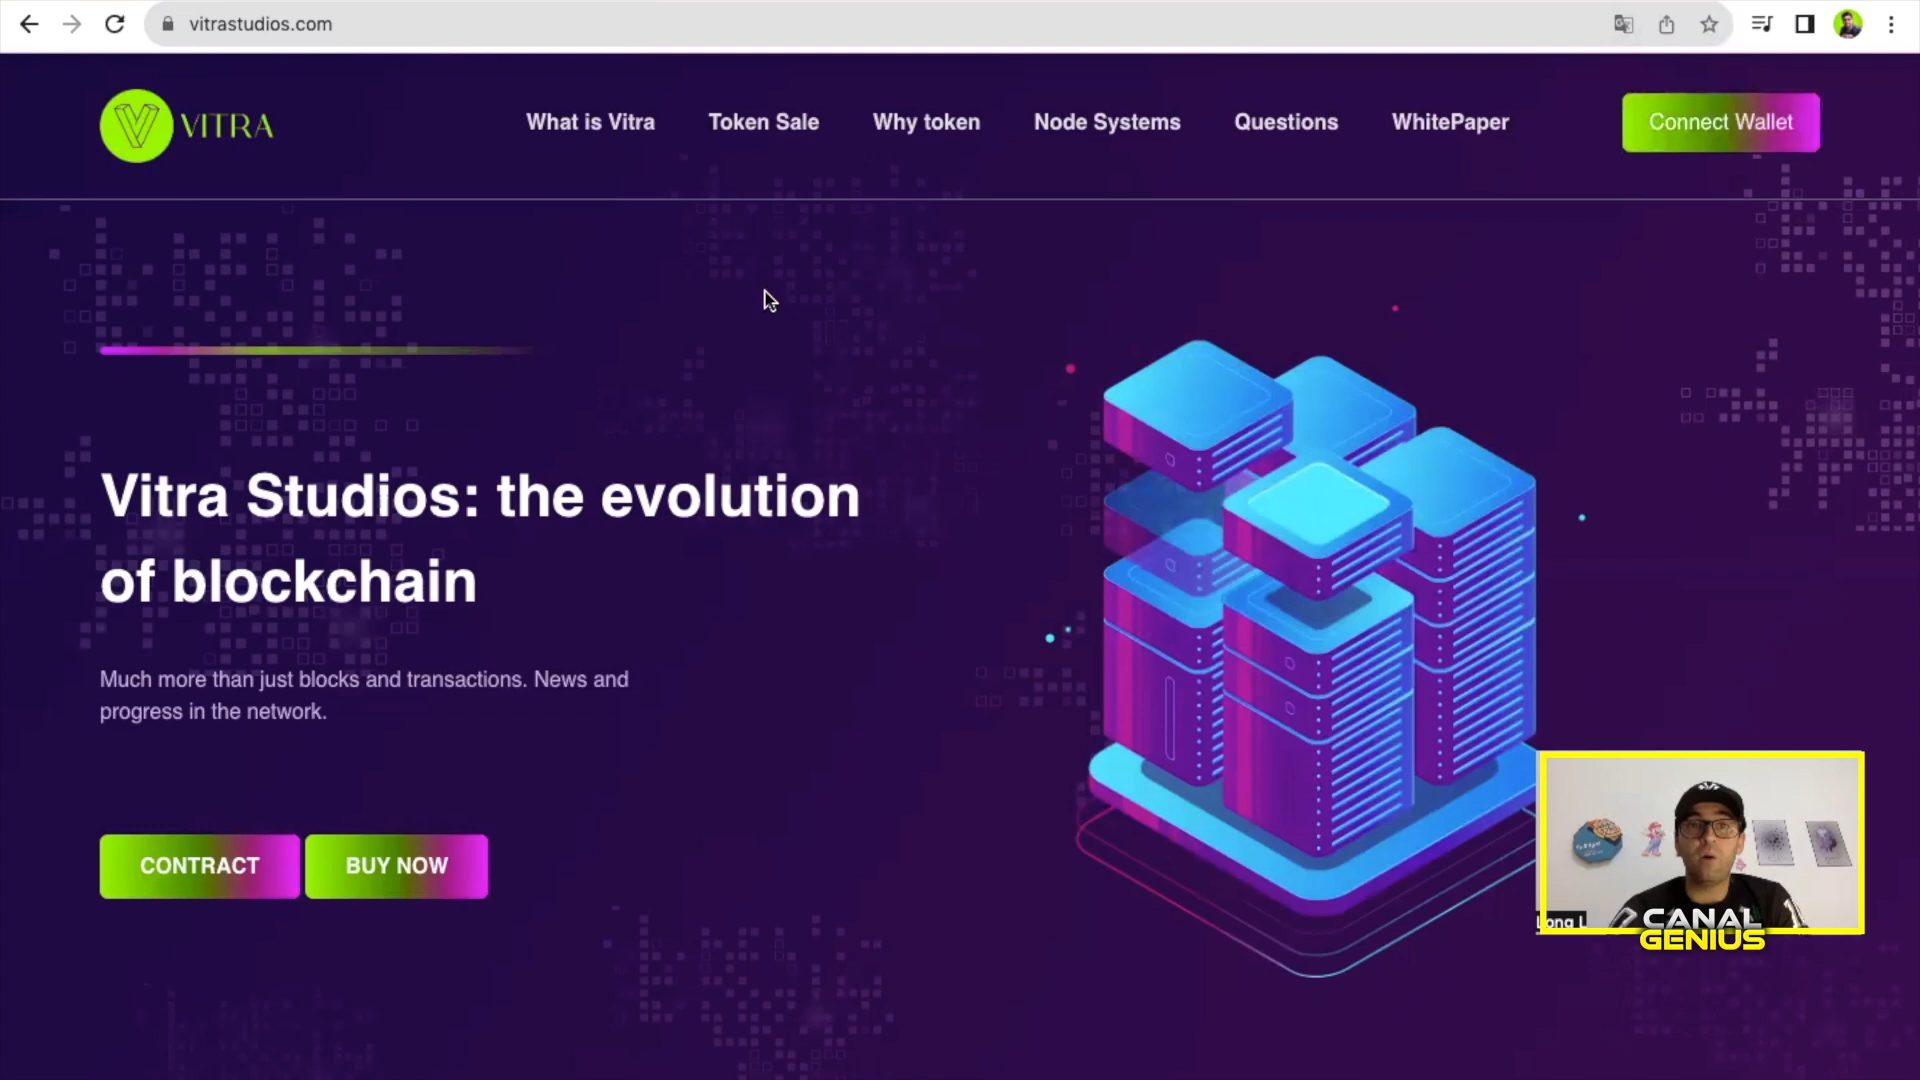 vitrastudios.com
VITRA
What is Vitra
Token Sale
Why token
Node Systems
Questions
WhitePaper
Connect Wallet
Vitra Studios: the evolution
of blockchain
Much more than just blocks and transactions. News and
progress in the network.
CONTRACT
BUY NOW
CANAL
GENIUS